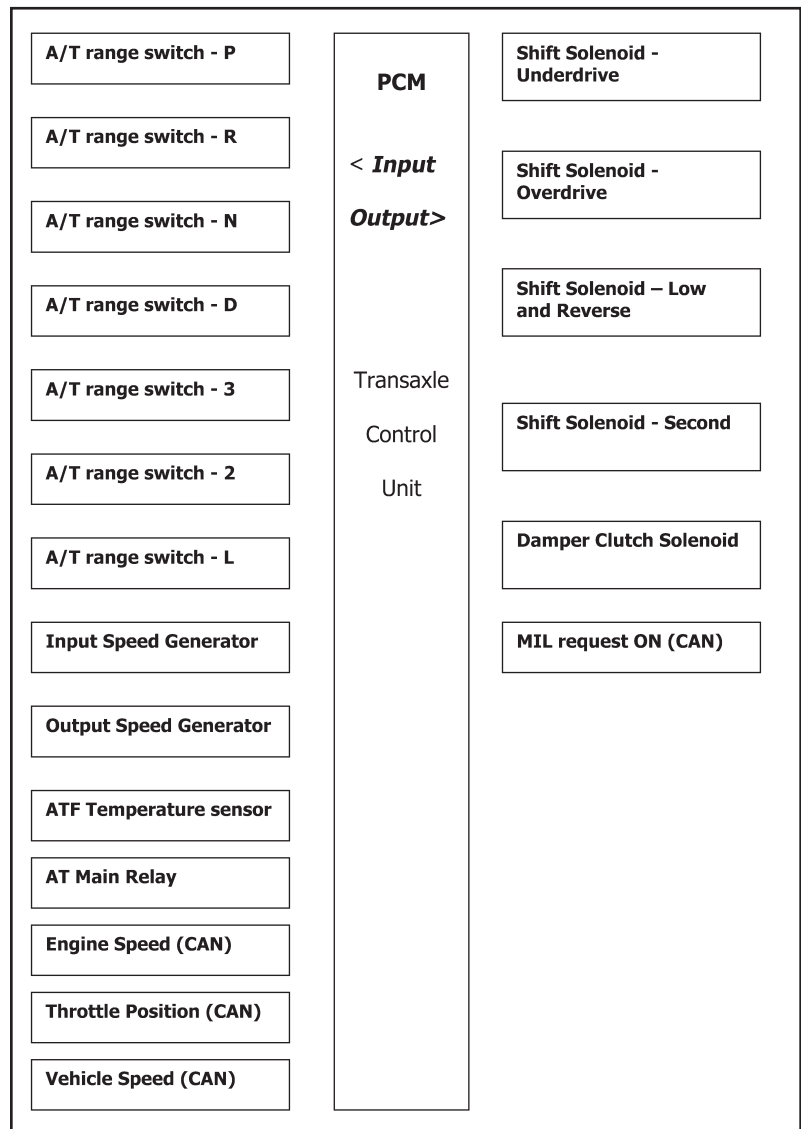 A/T range switch - P
A/T range switch - R
A/T range switch - N
A/T range switch - D
A/T range switch - 3
A/T range switch - 2
A/T range switch - L
Input Speed Generator
Output Speed Generator
ATF Temperature sensor
AT Main Relay
Engine Speed (CAN)
Throttle Position (CAN)
Vehicle Speed (CAN)
PCM
< Input
Output>
Transaxle
Control
Unit
Shift Solenoid -
Underdrive
Shift Solenoid -
Overdrive
Shift Solenoid – Low
and Reverse
Shift Solenoid - Second
Damper Clutch Solenoid
MIL request ON (CAN)